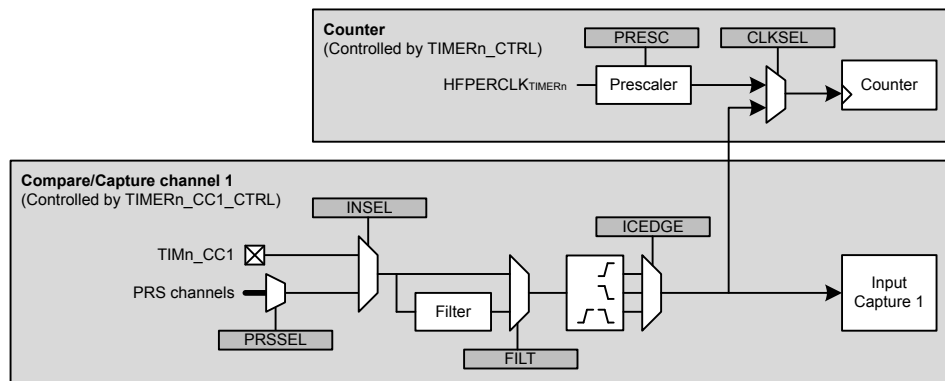 Counter
(Controlled by TIMERn_CTRL)
PRESC
CLKSEL
HFPERCLKTIMERn
Prescaler
Counter
Compare/Capture channel 1
(Controlled by TIMERn_CC1_CTRL)
INSEL
ICEDGE
TIMn_CC1
PRS channels
Filter
Input
Capture 1
PRSSEL
FILT